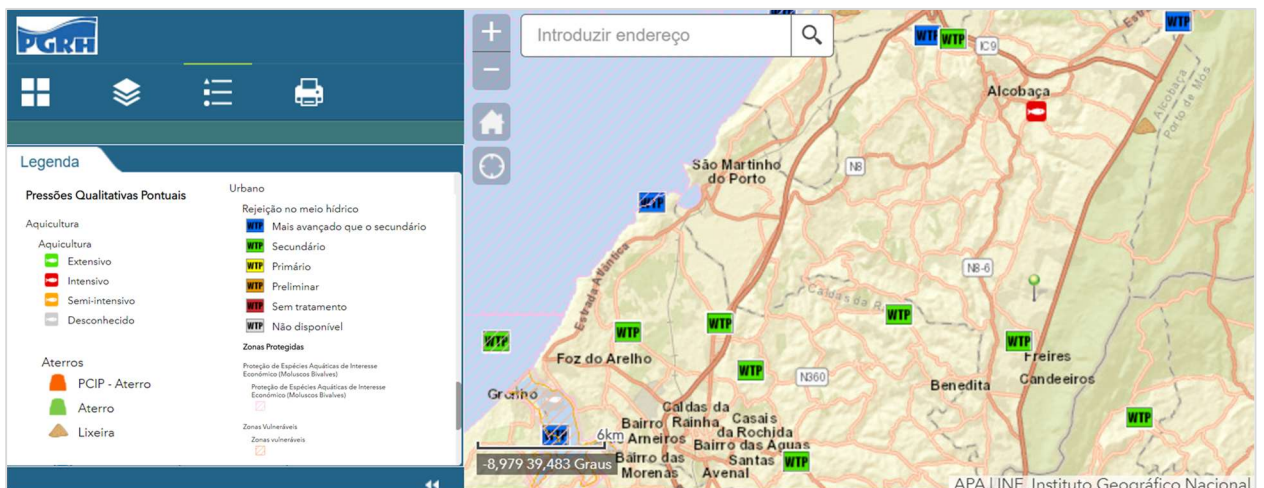 PGRH
Legenda
Pressões Qualitativas Pontuais
Aquicultura
Aquicultura
Extensivo
Intensivo
Semi-intensivo
Desconhecido
Aterros
PCIP - Aterro
Aterro
Lixeira
Urbano
Rejeição no meio hídrico
WTP Mais avançado que o secundário
WTP Secundário
WTP Primário
WTP Preliminar
WTP Sem tratamento
WTP Não disponível
Zonas Protegidas
Proteção de Espécies Aquáticas de Interesse
Económico (Moluscos Bivalves)
Proteção de Espécies Aquáticas de Interesse
Económico (Moluscos Bivalves)
Zonas Vulneráveis
Zonas vulneráveis
+
Introduzir endereço
−
WTP
WTP
WTP
IC9
Alcobaça
Alcobaça
Porto de Mós
São Martinho
do Porto
N8
WTP
Estrada Atlântica
N8-6
Caldas da R
WTP
WTP
WTP
WTP
WTP
Foz do Arelho
Freires
WTP
N360
Benedita
Candeeiros
Caldas da
Rainha
Casais
da Rochida
WTP
WTP
6km
Bairro
Arneiros
Bairro das Aguas
Santas
WTP
-8,979 39,483 Graus
Bairro das
Morenas
Avenal
APA | INE, Instituto Geográfico Nacional